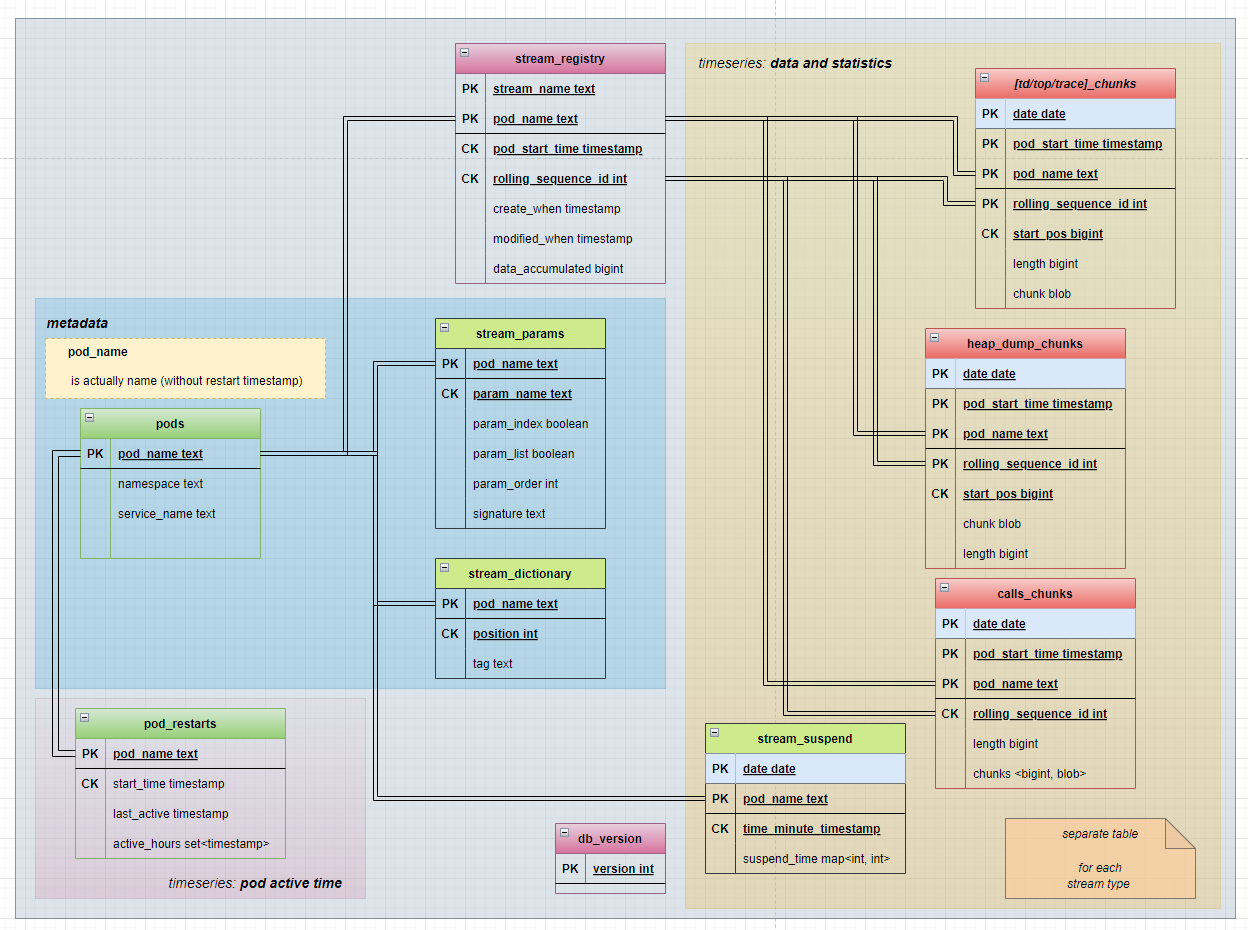 stream_registry
PK stream_name text
PK pod_name text
CK pod_start_time timestamp
CK rolling_sequence_id int
create_when timestamp
modified_when timestamp
data_accumulated bigint
timeseries: data and statistics
[td/top/trace]_chunks
PK date date
PK pod_start_time timestamp
PK pod_name text
PK rolling_sequence_id int
CK start_pos bigint
length bigint
chunk blob
metadata
pod_name
is actually name (without restart timestamp)
pods
PK pod_name text
namespace text
service_name text
stream_params
PK pod_name text
CK param_name text
param_index boolean
param_list boolean
param_order int
signature text
stream_dictionary
PK pod_name text
CK position int
tag text
heap_dump_chunks
PK date date
PK pod_start_time timestamp
PK pod_name text
PK rolling_sequence_id int
CK start_pos bigint
chunk blob
length bigint
calls_chunks
PK date date
PK pod_start_time timestamp
PK pod_name text
CK rolling_sequence_id int
length bigint
chunks <bigint, blob>
pod_restarts
PK pod_name text
CK start_time timestamp
last_active timestamp
active_hours set<timestamp>
timeseries: pod active time
stream_suspend
PK date date
PK pod_name text
CK time_minute_timestamp
suspend_time map<int, int>
db_version
PK version int
separate table
for each
stream type